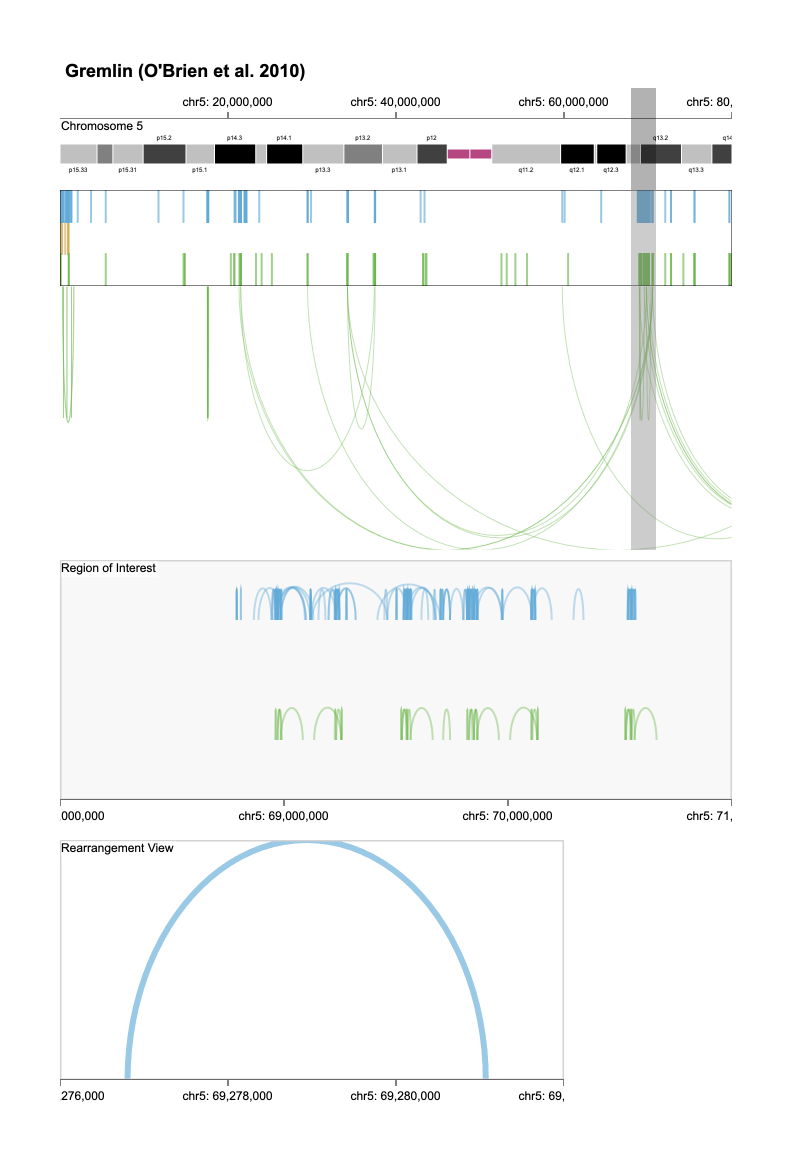 Gremlin (O'Brien et al. 2010)
chr5: 20,000,000 chr5: 40,000,000 chr5: 60,000,000 chr5: 80,
Chromosome 5
p15.2 p14.3 p14.1 p13.2 p12 q13.2 q14
p15.33 p15.31 p15.1 p13.3 p13.1 q11.2 q12.1 q12.3 q13.3
Region of Interest
000,000 chr5: 69,000,000 chr5: 70,000,000 chr5: 71,
Rearrangement View
276,000 chr5: 69,278,000 chr5: 69,280,000 chr5: 69,